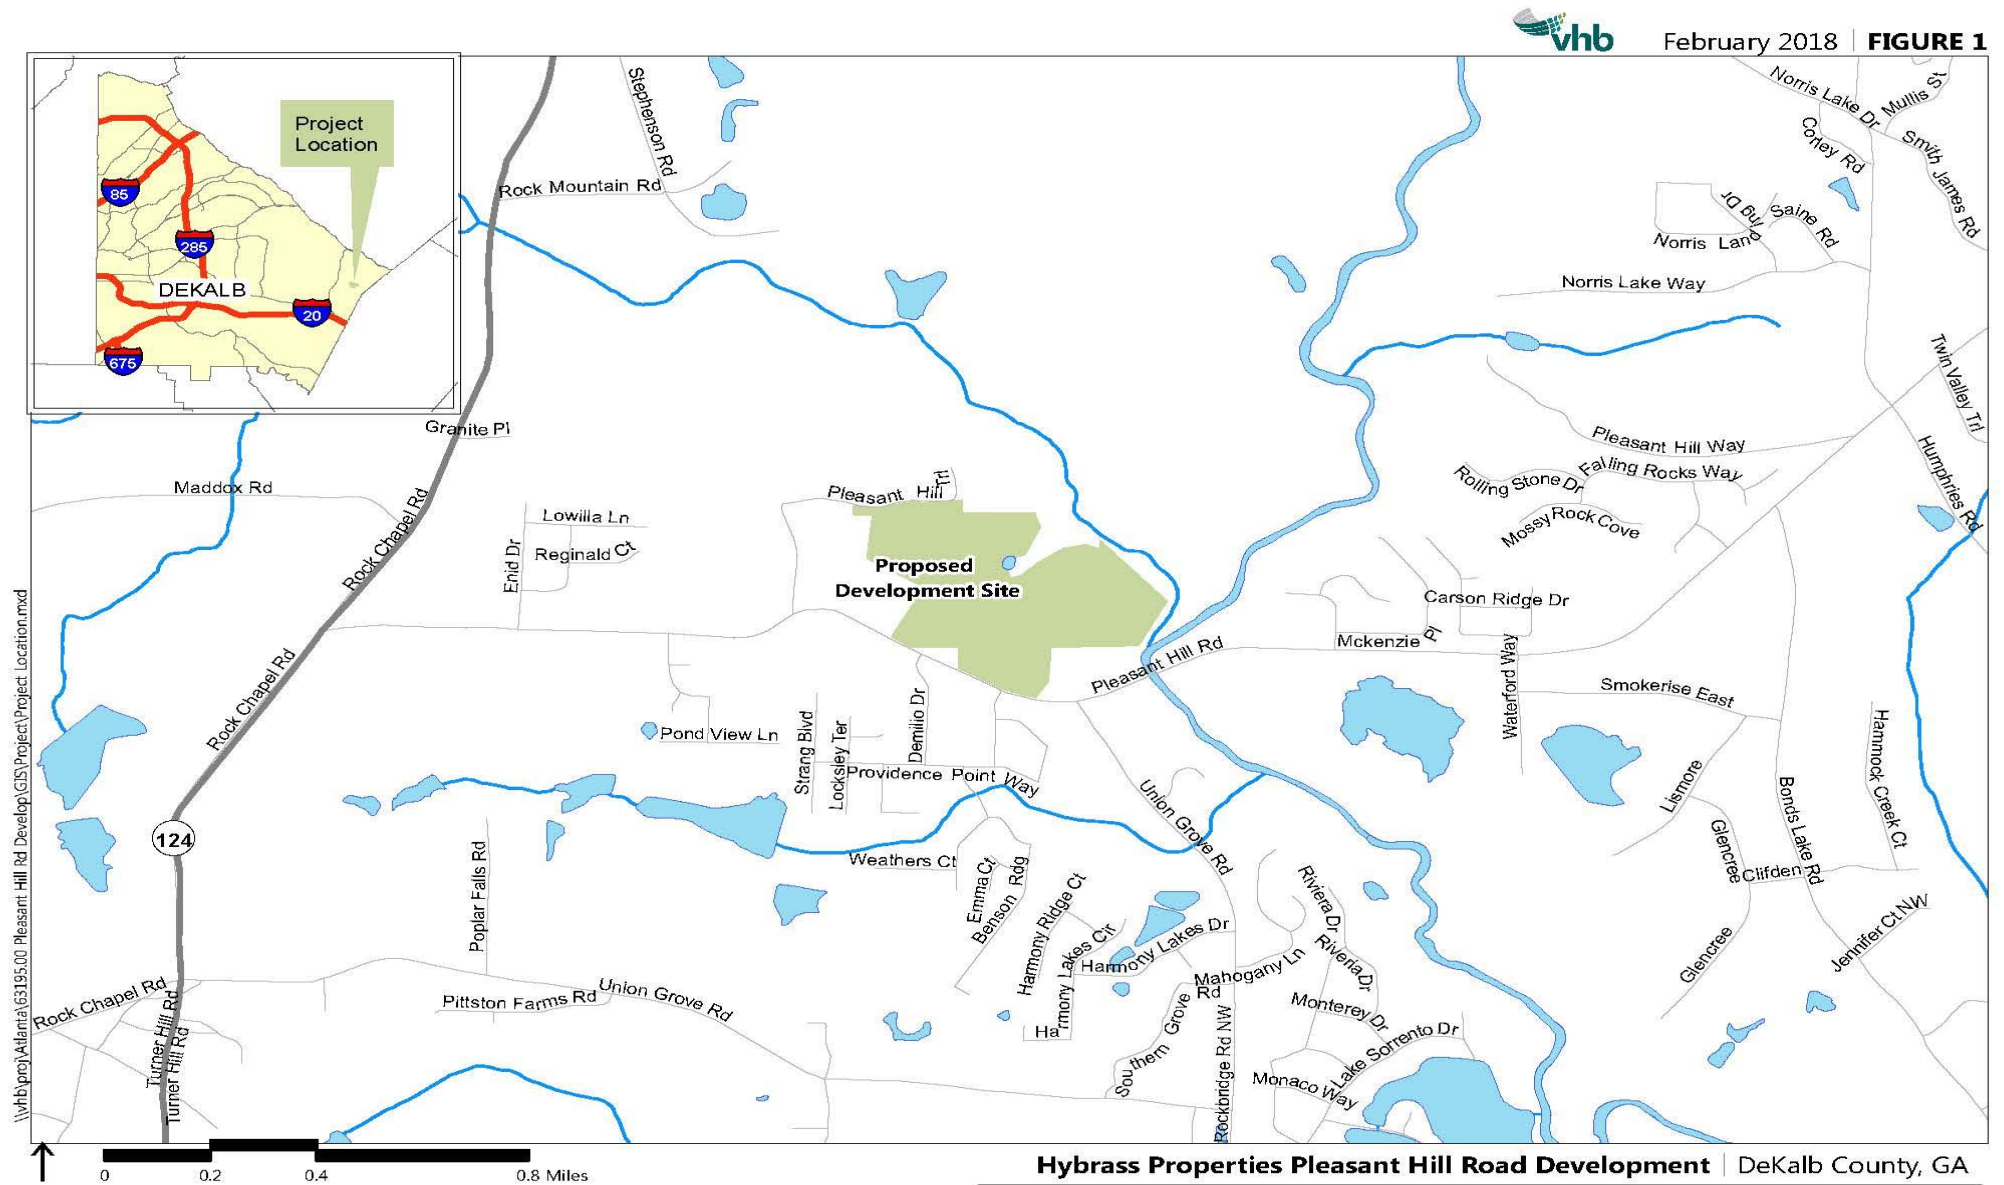 vhb
February 2018 | FIGURE 1
Project
Location
85
285
DEKALB
20
675
Stephenson Rd
Rock Mountain Rd
Norris Lake Dr
Mullis St
Corley Rd
Smith James Rd
Norris Landing Dr
Saine Rd
Norris Lake Way
Twin Valley Trl
Humphries Rd
Granite Pl
Maddox Rd
Rock Chapel Rd
Lowilla Ln
Reginald Ct
Enid Dr
Pleasant Hill Trl
Proposed
Development Site
Pleasant Hill Way
Falling Rocks Way
Rolling Stone Dr
Mossy Rock Cove
Carson Ridge Dr
Mckenzie Pl
Waterford Way
Pleasant Hill Rd
Smokerise East
Rock Chapel Rd
Pond View Ln
Strang Blvd
Locksley Ter
Demilio Dr
Providence Point Way
Union Grove Rd
Lismore
Bonds Lake Rd
Hammock Creek Ct
Glencree
Clifden
Glencree
Jennifer Ct NW
124
Poplar Falls Rd
Weathers Ct
Emma Ct
Benson Rdg
Harmony Ridge Ct
Harmony Lakes Cir
Harmony Lakes Dr
Ha
Riviera Dr
Riveria Dr
Mahogany Ln
Southern Grove Rd
Rockbridge Rd NW
Monterey Dr
Lake Sorrento Dr
Monaco Way
Rock Chapel Rd
Turner Hill Rd
Turner Hill Rd
Pittston Farms Rd
Union Grove Rd
\\vhb\proj\Atlanta\63195.00 Pleasant Hill Rd Develop\GIS\Project\Project Location.mxd
0 0.2 0.4 0.8 Miles
Hybrass Properties Pleasant Hill Road Development | DeKalb County, GA